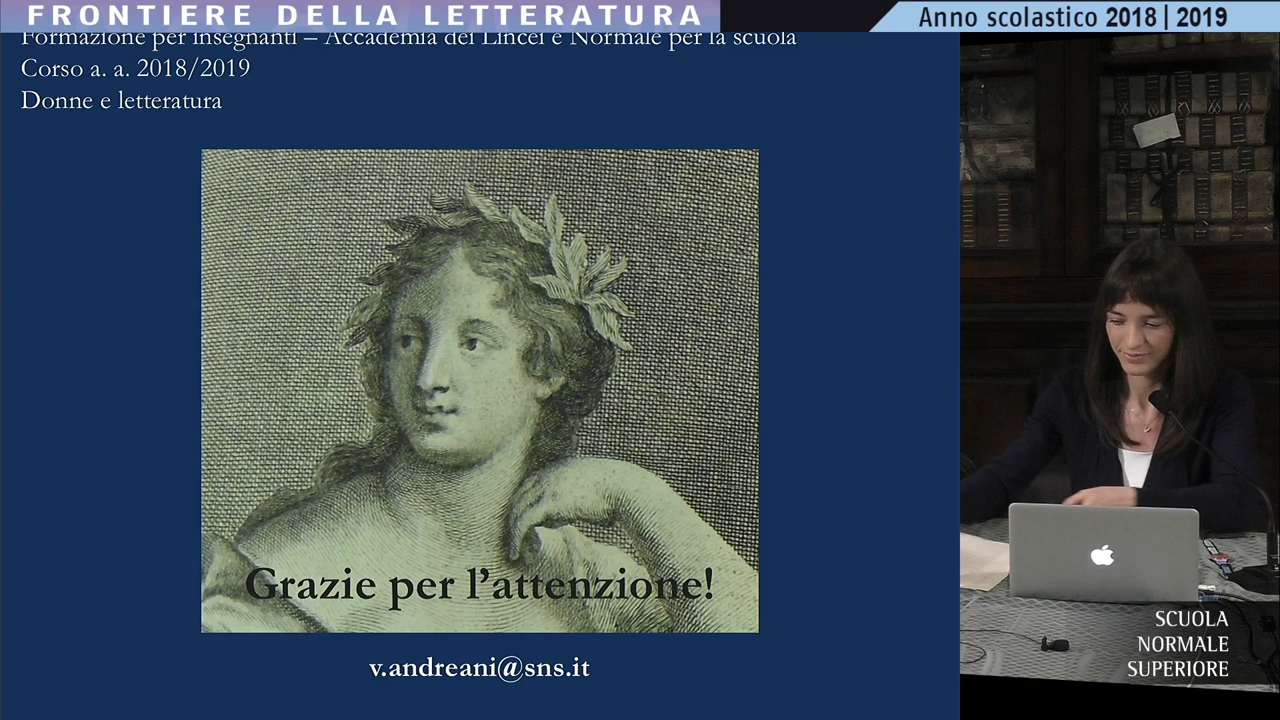 FRONTIERE DELLA LETTERATURA
Anno scolastico 2018 | 2019
Formazione per insegnanti – Accademia dei Lincei e Normale per la scuola
Corso a. a. 2018/2019
Donne e letteratura
Grazie per l'attenzione!
v.andreani@sns.it
SCUOLA
NORMALE
SUPERIORE